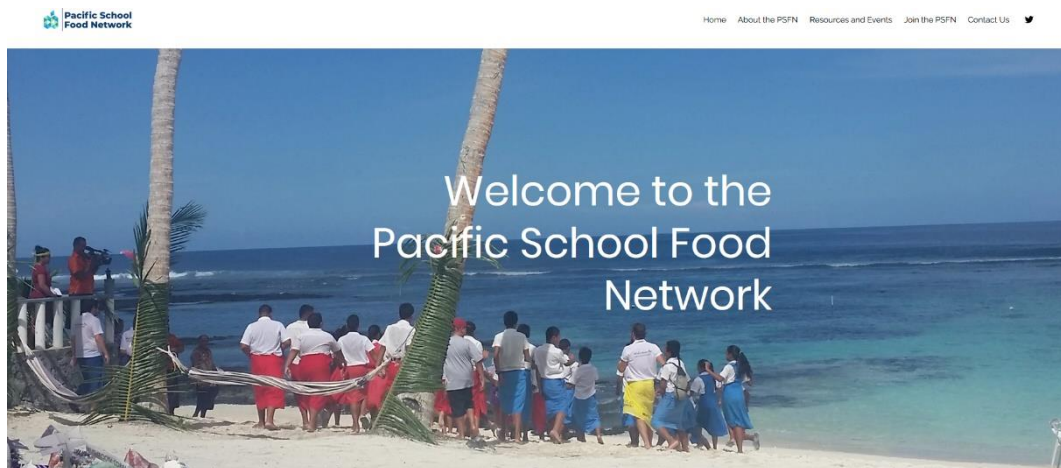 Pacific School
Food Network
Home About the PSFN Resources and Events Join the PSFN Contact Us
Welcome to the
Pacific School Food
Network